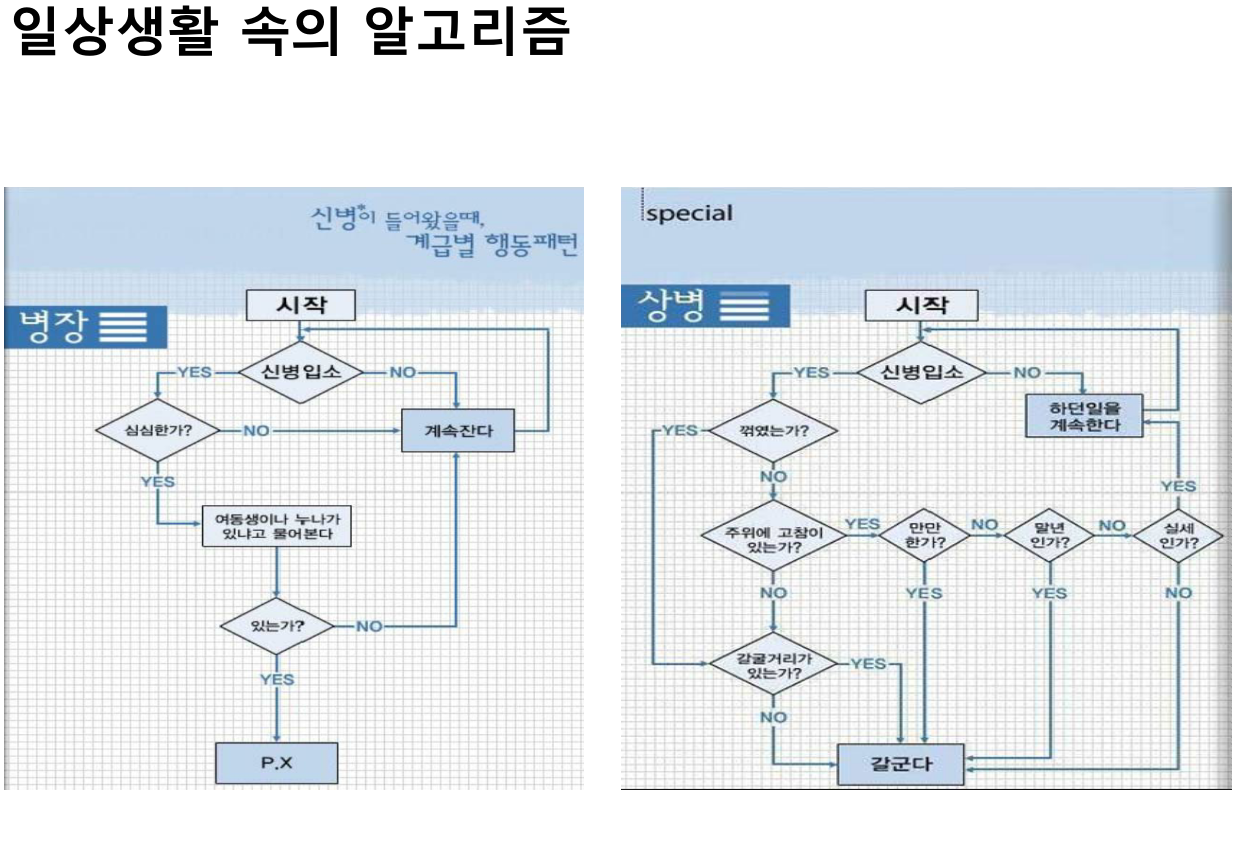 일상생활 속의 알고리즘
신병*이 들어왔을때,
계급별 행동패턴
병장
시작
신병입소
YES
NO
심심한가?
NO
계속잔다
YES
여동생이나 누나가
있냐고 물어본다
있는가?
NO
YES
P.X
special
상병
시작
신병입소
YES
NO
하던일을
계속한다
꺾였는가?
YES
NO
YES
주위에 고참이
있는가?
YES
만만
한가?
NO
말년
인가?
NO
실세
인가?
NO
YES
YES
NO
갈굴거리가
있는가?
YES
NO
갈군다